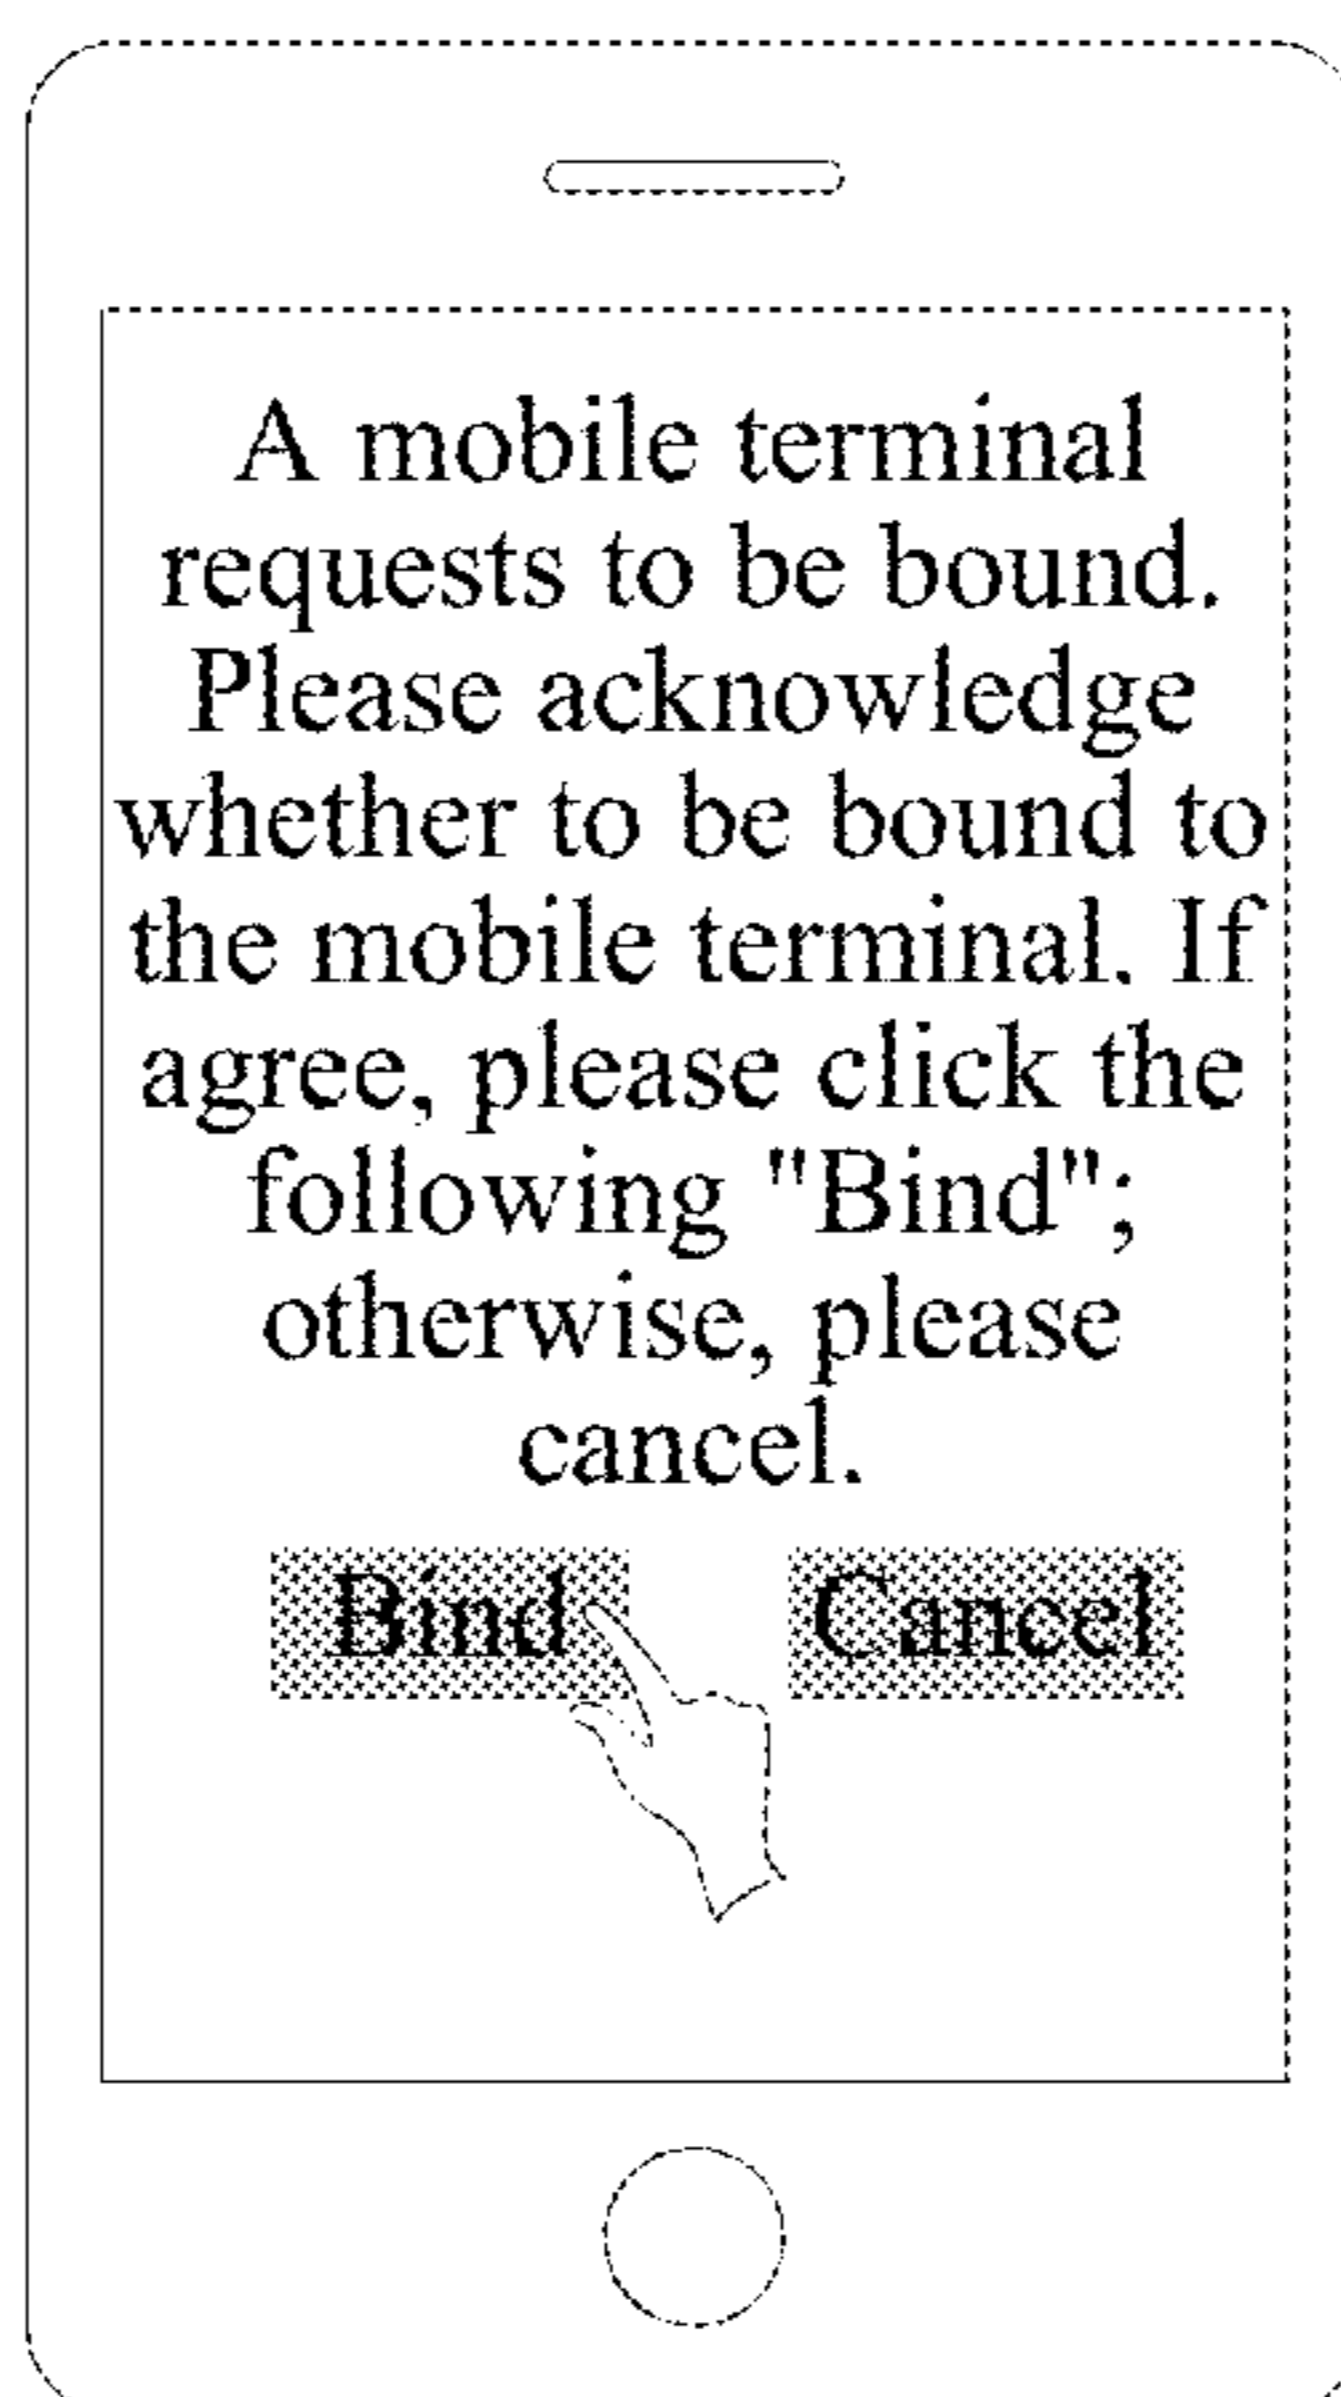 A mobile terminal
requests to be bound.
Please acknowledge
whether to be bound to
the mobile terminal. If
agree, please click the
following "Bind";
otherwise, please
cancel.
Bind Cancel